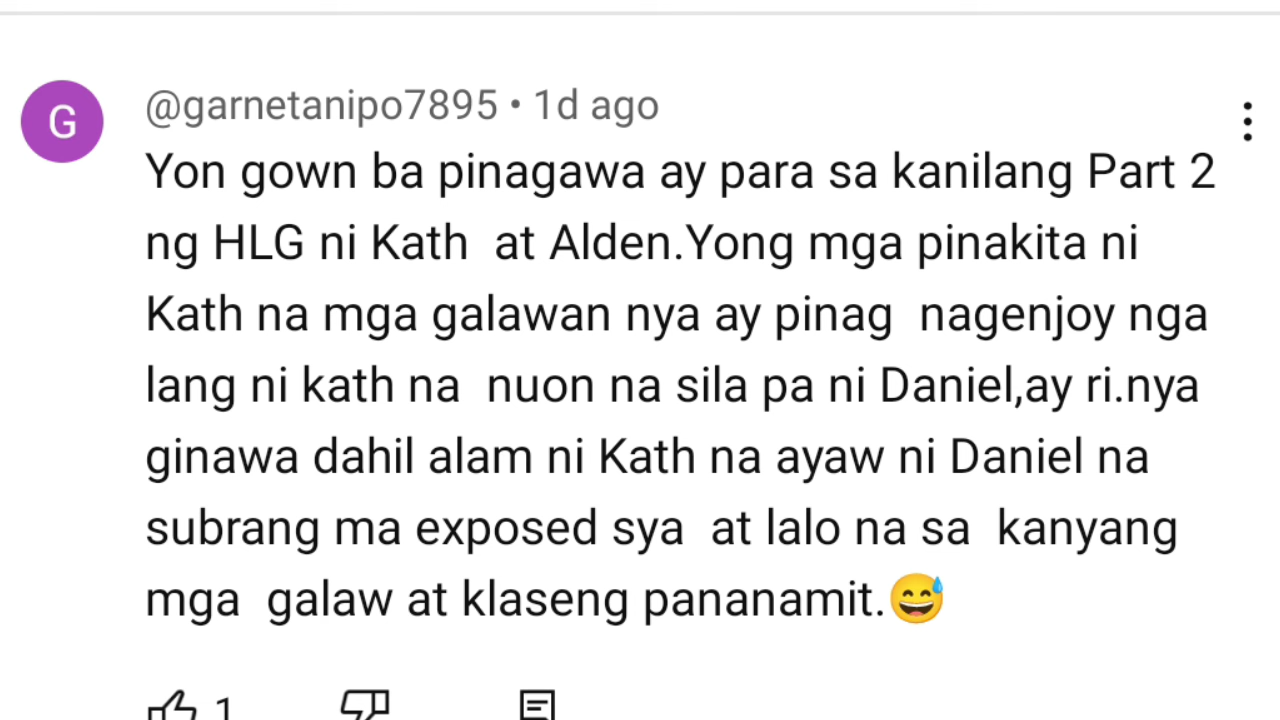 G
@garnetanipo7895 • 1d ago
Yon gown ba pinagawa ay para sa kanilang Part 2
ng HLG ni Kath at Alden.Yong mga pinakita ni
Kath na mga galawan nya ay pinag nagenjoy nga
lang ni kath na nuon na sila pa ni Daniel,ay ri.nya
ginawa dahil alam ni Kath na ayaw ni Daniel na
subrang ma exposed sya at lalo na sa kanyang
mga galaw at klaseng pananamit.😅
1